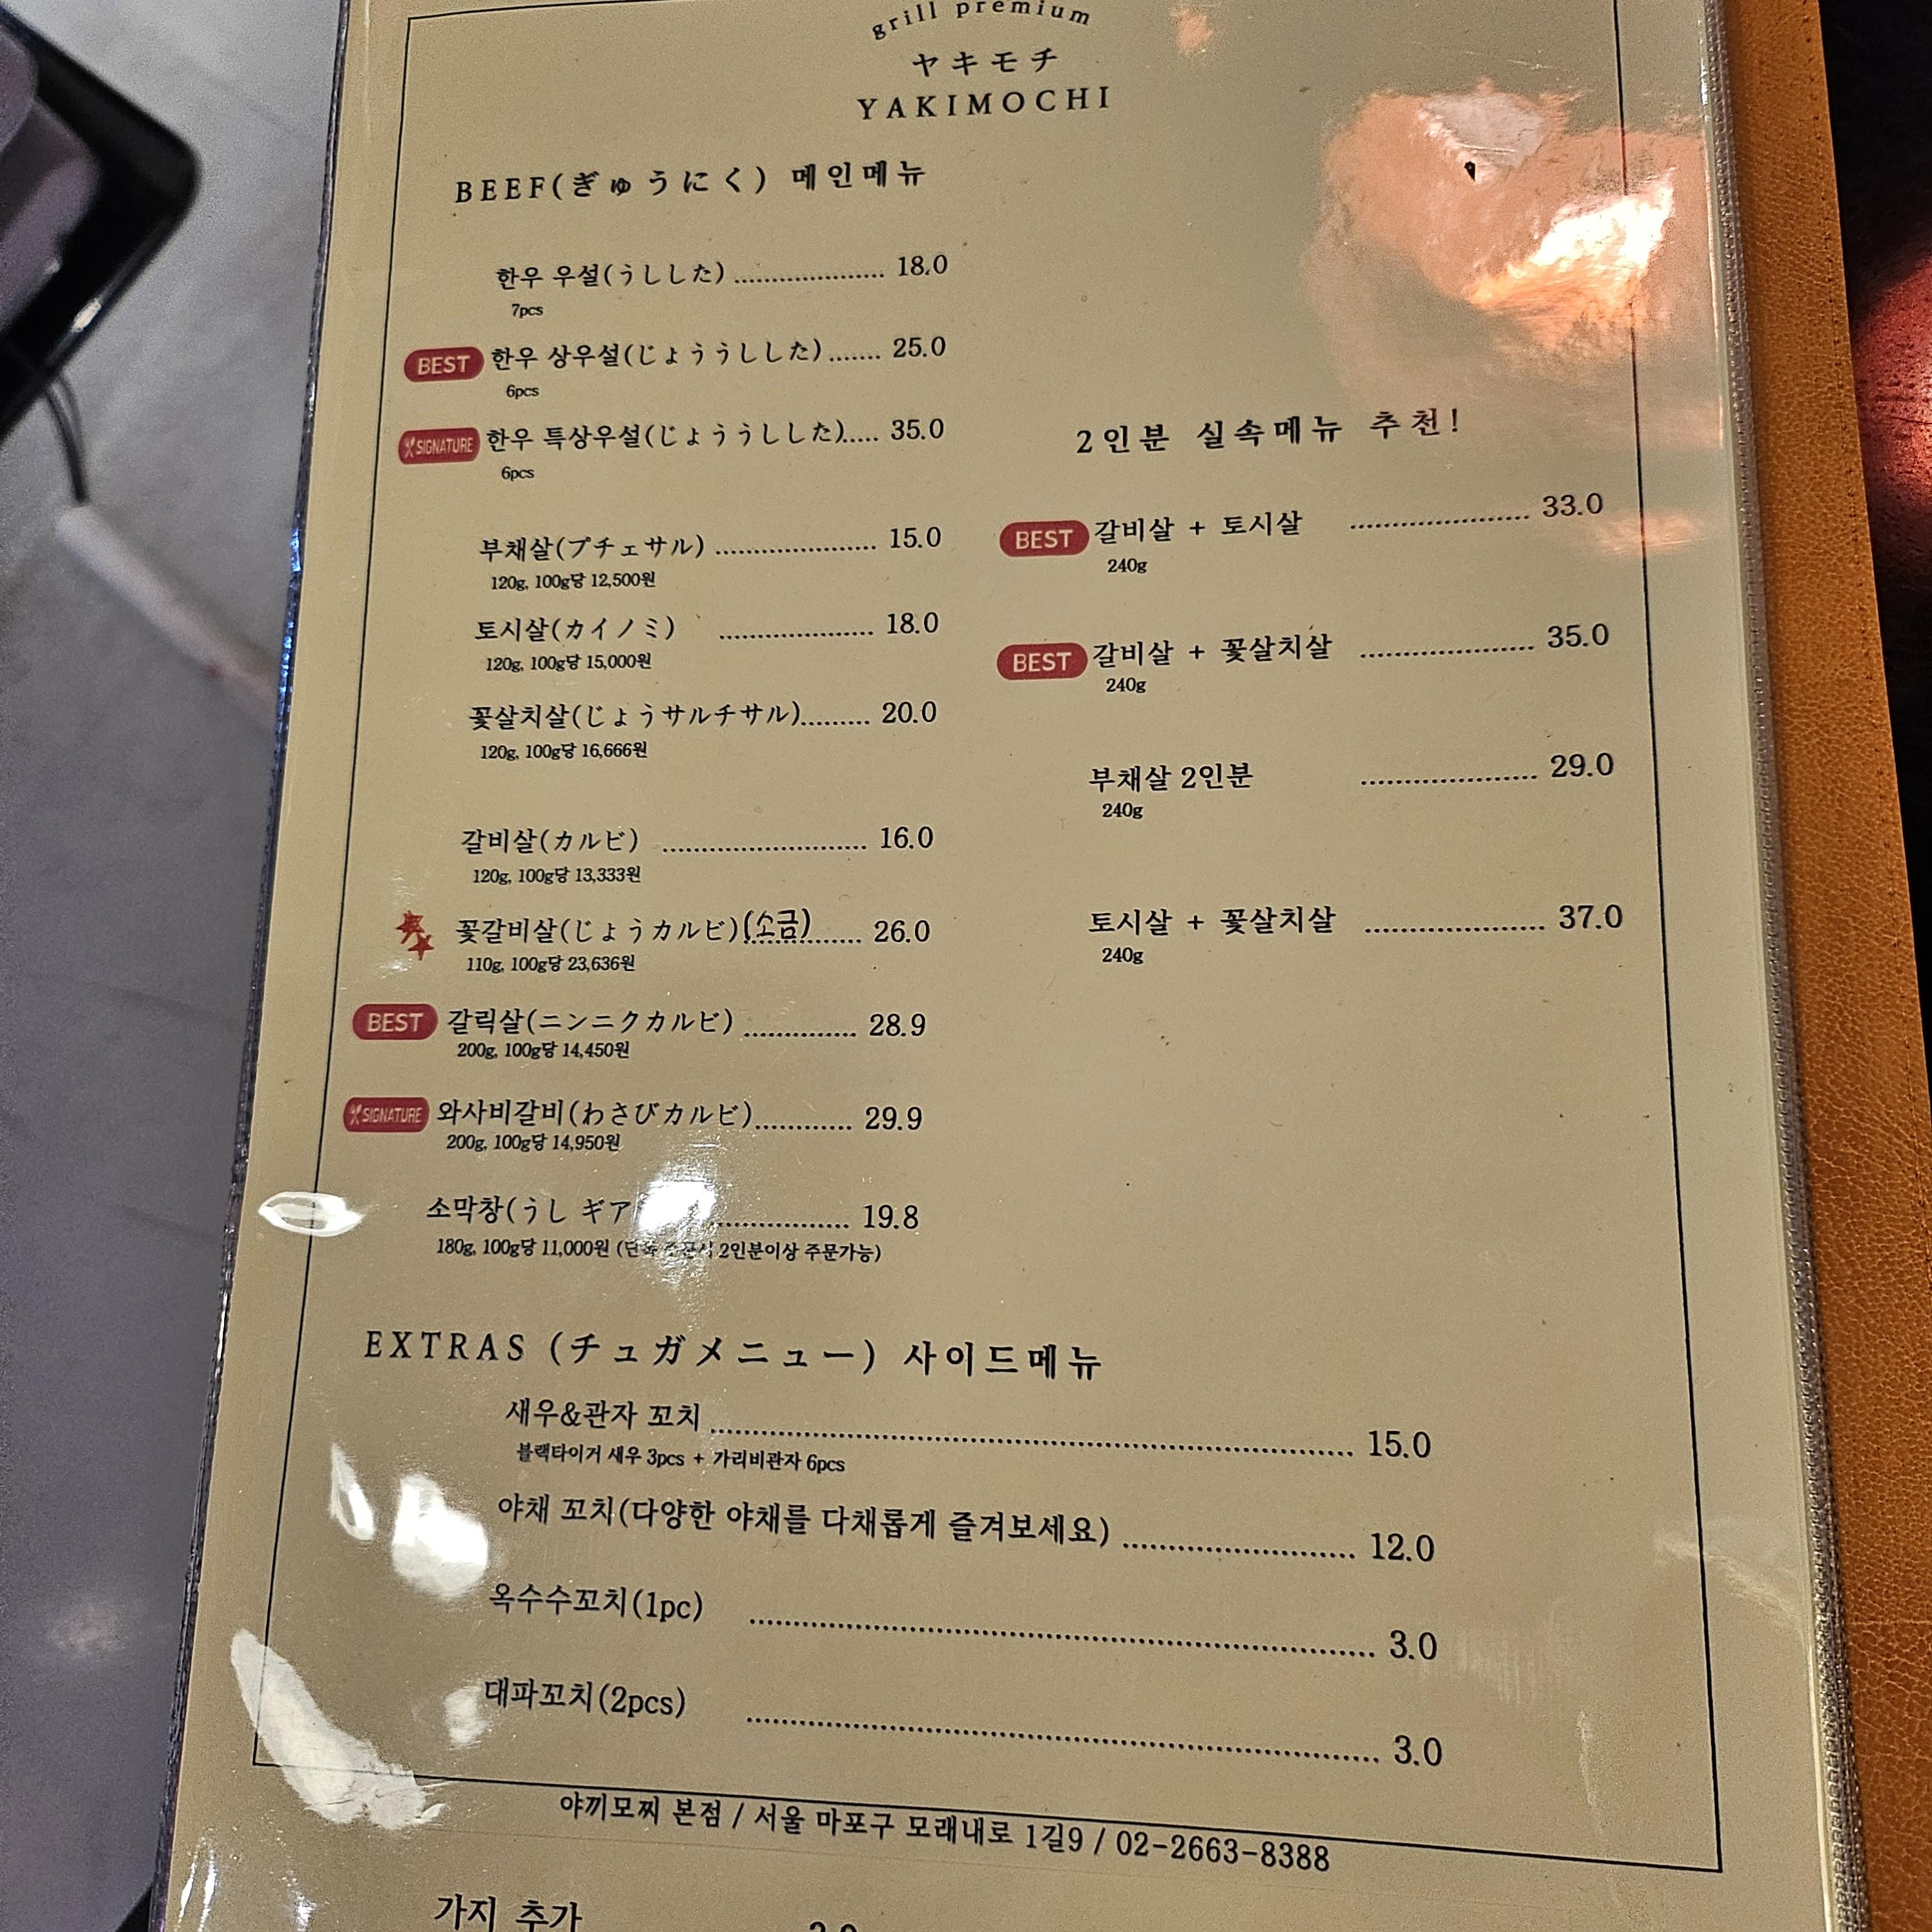 grill premium
ヤキモチ
YAKIMOCHI
BEEF(ぎゅうにく) 메인메뉴
한우 우설(うしした) .................... 18.0
7pcs
BEST 한우 상우설(じょううしした) ....... 25.0
6pcs
SIGNATURE 한우 특상우설(じょううしした)..... 35.0
6pcs
부채살(プチェサル) ..................... 15.0
120g, 100g당 12,500원
토시살(カイノミ) .................... 18.0
120g, 100g당 15,000원
꽃살치살(じょうサルチサル)......... 20.0
120g, 100g당 16,666원
갈비살(カルビ) ........................... 16.0
120g, 100g당 13,333원
꽃갈비살(じょうカルビ)(소금)............... 26.0
110g, 100g당 23,636원
BEST 갈릭살(ニンニクカルビ) ............... 28.9
200g, 100g당 14,450원
SIGNATURE 와사비갈비(わさびカルビ)............. 29.9
200g, 100g당 14,950원
소막창(うし ギア .................. 19.8
180g, 100g당 11,000원 ( 2인분이상 주문가능)
2인분 실속메뉴 추천!
BEST 갈비살 + 토시살 ........................ 33.0
240g
BEST 갈비살 + 꽃살치살 ....................... 35.0
240g
부채살 2인분 ....................... 29.0
240g
토시살 + 꽃살치살 ........................ 37.0
240g
EXTRAS (チュガメニュー) 사이드메뉴
새우&관자 꼬치 ................................................................ 15.0
블랙타이거 새우 3pcs + 가리비관자 6pcs
야채 꼬치(다양한 야채를 다채롭게 즐겨보세요) ............................. 12.0
옥수수꼬치(1pc) ............................................................... 3.0
대파꼬치(2pcs) ............................................................... 3.0
야끼모찌 본점 / 서울 마포구 모래내로 1길9 / 02-2663-8388
가지 추가